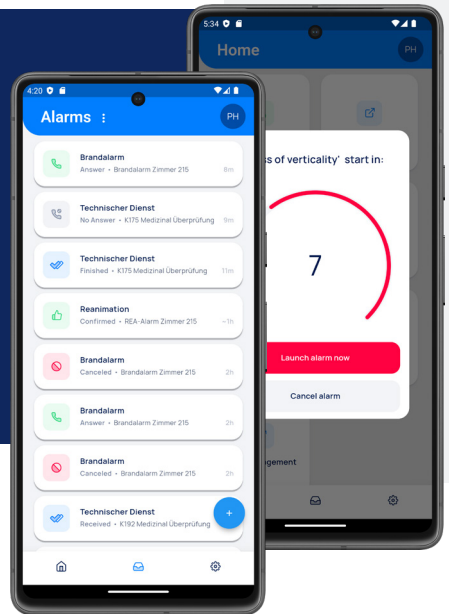 5:34
Home
PH
ss of verticality' start in:
7
Launch alarm now
Cancel alarm
gement
4:20
Alarms
PH
Brandalarm
Answer • Brandalarm Zimmer 215 8m
Technischer Dienst
No Answer • K175 Medizinal Überprüfung 9m
Technischer Dienst
Finished • K175 Medizinal Überprüfung 11m
Reanimation
Confirmed • REA-Alarm Zimmer 215 ~1h
Brandalarm
Canceled • Brandalarm Zimmer 215 2h
Brandalarm
Answer • Brandalarm Zimmer 215 2h
Brandalarm
Canceled • Brandalarm Zimmer 215 2h
Technischer Dienst
Received • K192 Medizinal Überprüfung